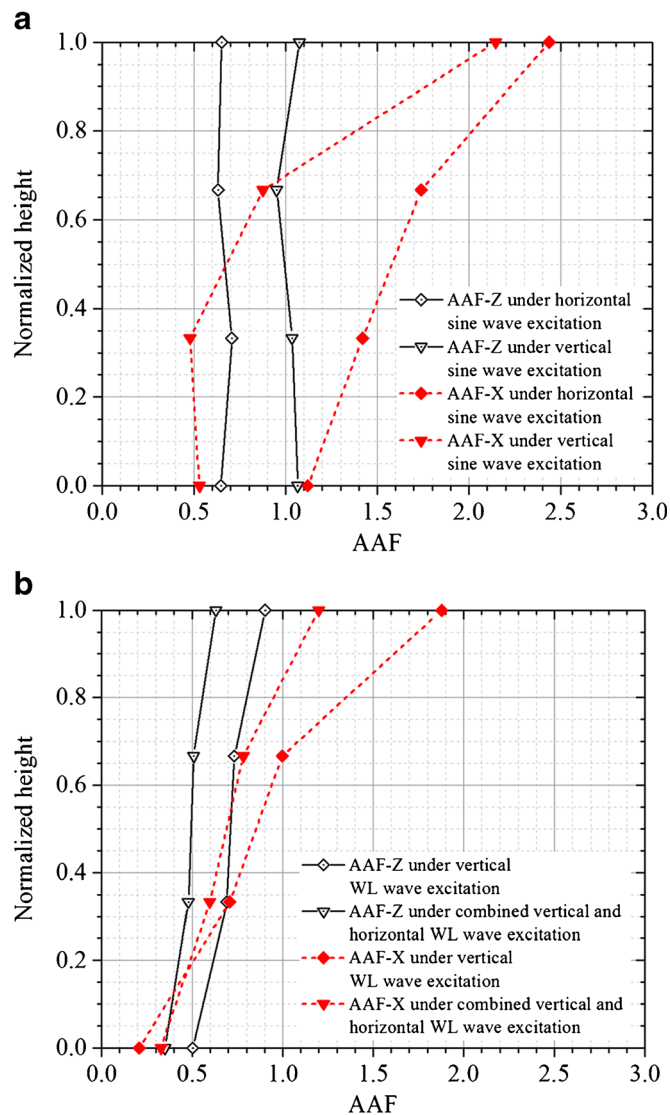 a
1.0
0.8
0.6
0.4
0.2
0.0
Normalized height
AAF-Z under horizontal
sine wave excitation
AAF-Z under vertical
sine wave excitation
AAF-X under horizontal
sine wave excitation
AAF-X under vertical
sine wave excitation
0.0 0.5 1.0 1.5 2.0 2.5 3.0
AAF
b
1.0
0.8
0.6
0.4
0.2
0.0
Normalized height
AAF-Z under vertical
WL wave excitation
AAF-Z under combined vertical and
horizontal WL wave excitation
AAF-X under vertical
WL wave excitation
AAF-X under combined vertical and
horizontal WL wave excitation
0.0 0.5 1.0 1.5 2.0 2.5 3.0
AAF